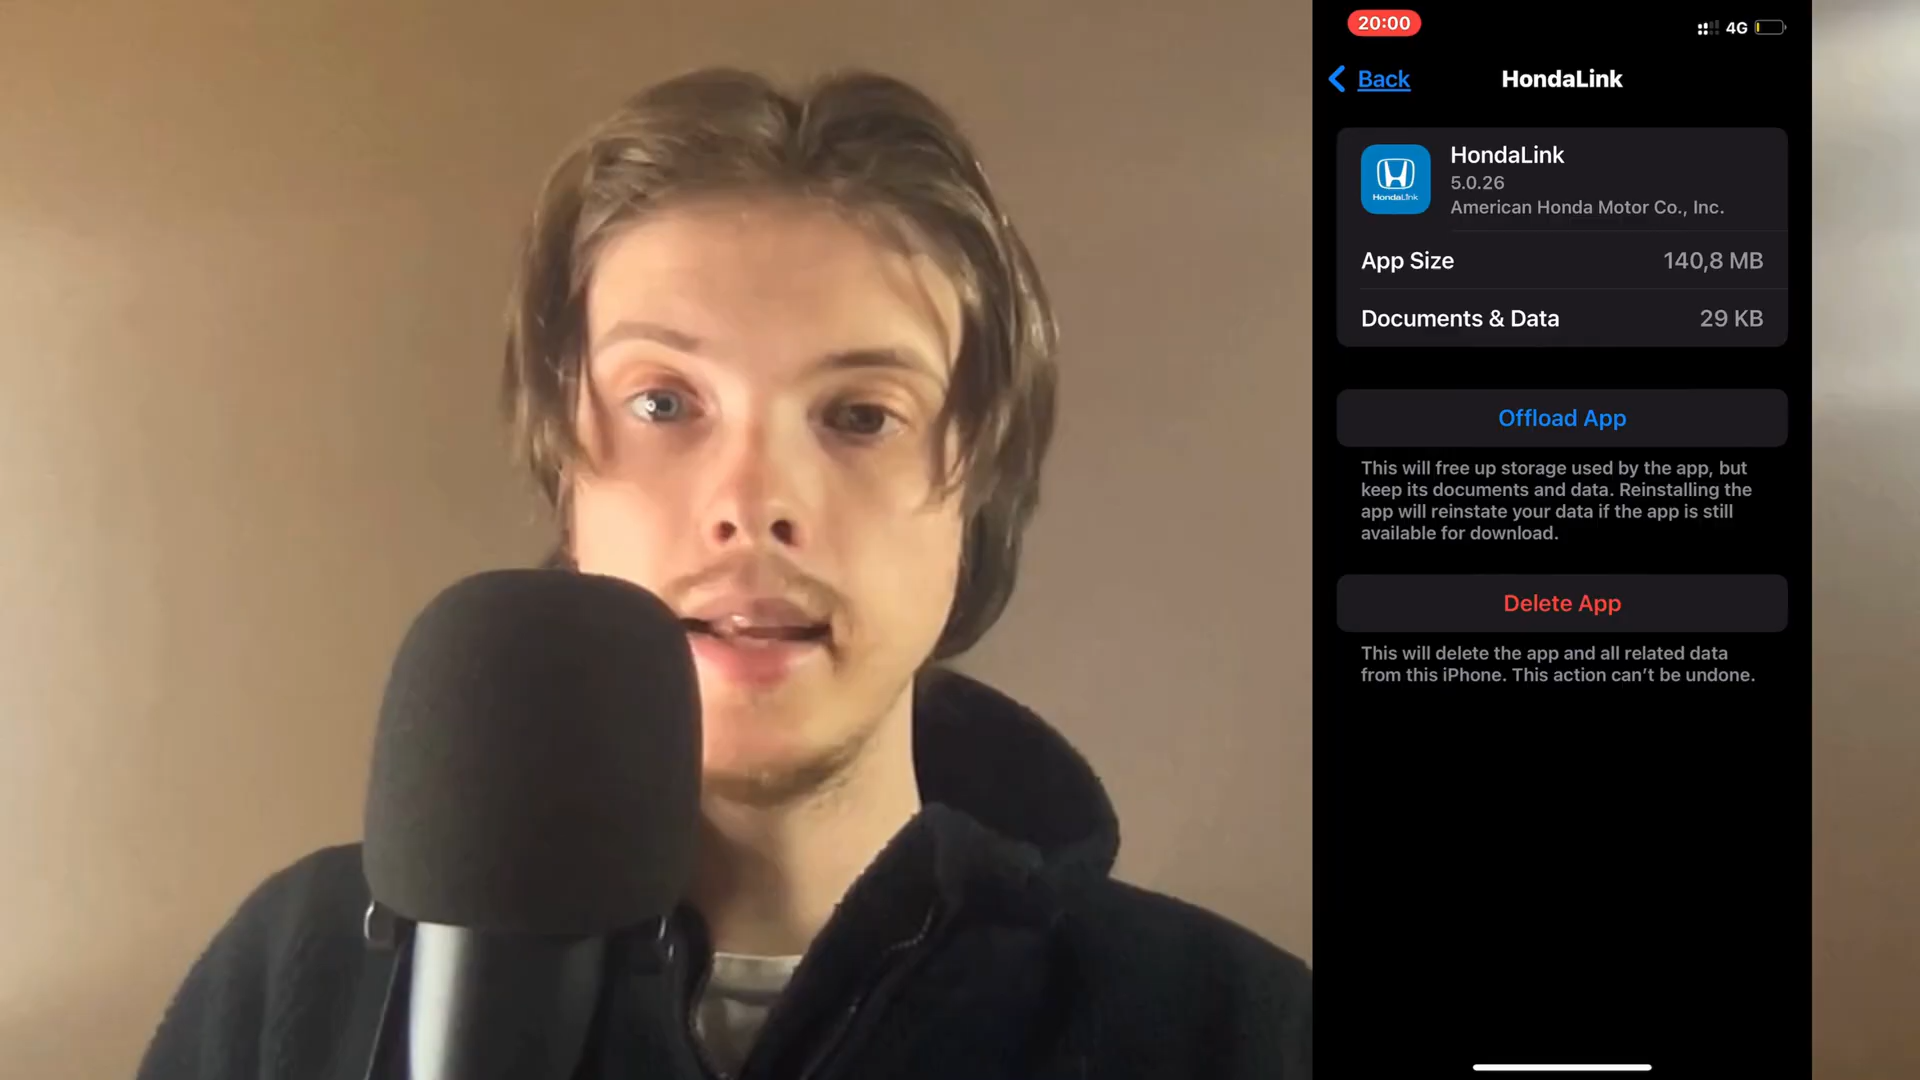 20:00
4G
Back
HondaLink
HondaLink
HondaLink
5.0.26
American Honda Motor Co., Inc.
App Size
140,8 MB
Documents & Data
29 KB
Offload App
This will free up storage used by the app, but
keep its documents and data. Reinstalling the
app will reinstate your data if the app is still
available for download.
Delete App
This will delete the app and all related data
from this iPhone. This action can’t be undone.